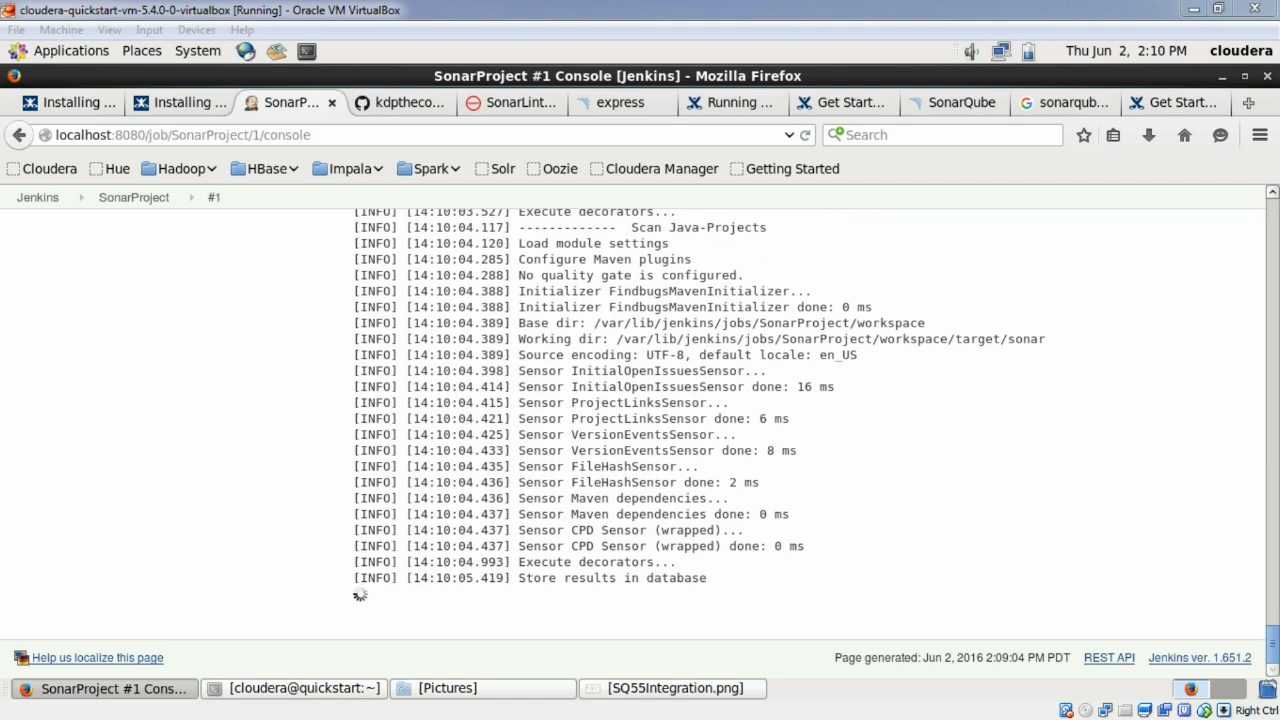 cloudera-quickstart-vm-5.4.0-0-virtualbox [Running] - Oracle VM VirtualBox
File Machine View Input Devices Help
Applications Places System Thu Jun 2, 2:10 PM cloudera
SonarProject #1 Console [Jenkins] - Mozilla Firefox
Installing ... Installing ... SonarP... kdptheco... SonarLint... express Running ... Get Start... SonarQube sonarqub... Get Start...
localhost:8080/job/SonarProject/1/console Search
Cloudera Hue Hadoop HBase Impala Spark Solr Oozie Cloudera Manager Getting Started
Jenkins SonarProject #1
[INFO] [14:10:03.527] Execute decorators...
[INFO] [14:10:04.117] ------------- Scan Java-Projects
[INFO] [14:10:04.120] Load module settings
[INFO] [14:10:04.285] Configure Maven plugins
[INFO] [14:10:04.288] No quality gate is configured.
[INFO] [14:10:04.388] Initializer FindbugsMavenInitializer...
[INFO] [14:10:04.388] Initializer FindbugsMavenInitializer done: 0 ms
[INFO] [14:10:04.389] Base dir: /var/lib/jenkins/jobs/SonarProject/workspace
[INFO] [14:10:04.389] Working dir: /var/lib/jenkins/jobs/SonarProject/workspace/target/sonar
[INFO] [14:10:04.389] Source encoding: UTF-8, default locale: en_US
[INFO] [14:10:04.398] Sensor InitialOpenIssuesSensor...
[INFO] [14:10:04.414] Sensor InitialOpenIssuesSensor done: 16 ms
[INFO] [14:10:04.415] Sensor ProjectLinksSensor...
[INFO] [14:10:04.421] Sensor ProjectLinksSensor done: 6 ms
[INFO] [14:10:04.425] Sensor VersionEventsSensor...
[INFO] [14:10:04.433] Sensor VersionEventsSensor done: 8 ms
[INFO] [14:10:04.435] Sensor FileHashSensor...
[INFO] [14:10:04.436] Sensor FileHashSensor done: 2 ms
[INFO] [14:10:04.436] Sensor Maven dependencies...
[INFO] [14:10:04.437] Sensor Maven dependencies done: 0 ms
[INFO] [14:10:04.437] Sensor CPD Sensor (wrapped)...
[INFO] [14:10:04.437] Sensor CPD Sensor (wrapped) done: 0 ms
[INFO] [14:10:04.993] Execute decorators...
[INFO] [14:10:05.419] Store results in database
Help us localize this page Page generated: Jun 2, 2016 2:09:04 PM PDT REST API Jenkins ver. 1.651.2
SonarProject #1 Cons... [cloudera@quickstart:~] [Pictures] [SQ55Integration.png]
Right Ctrl